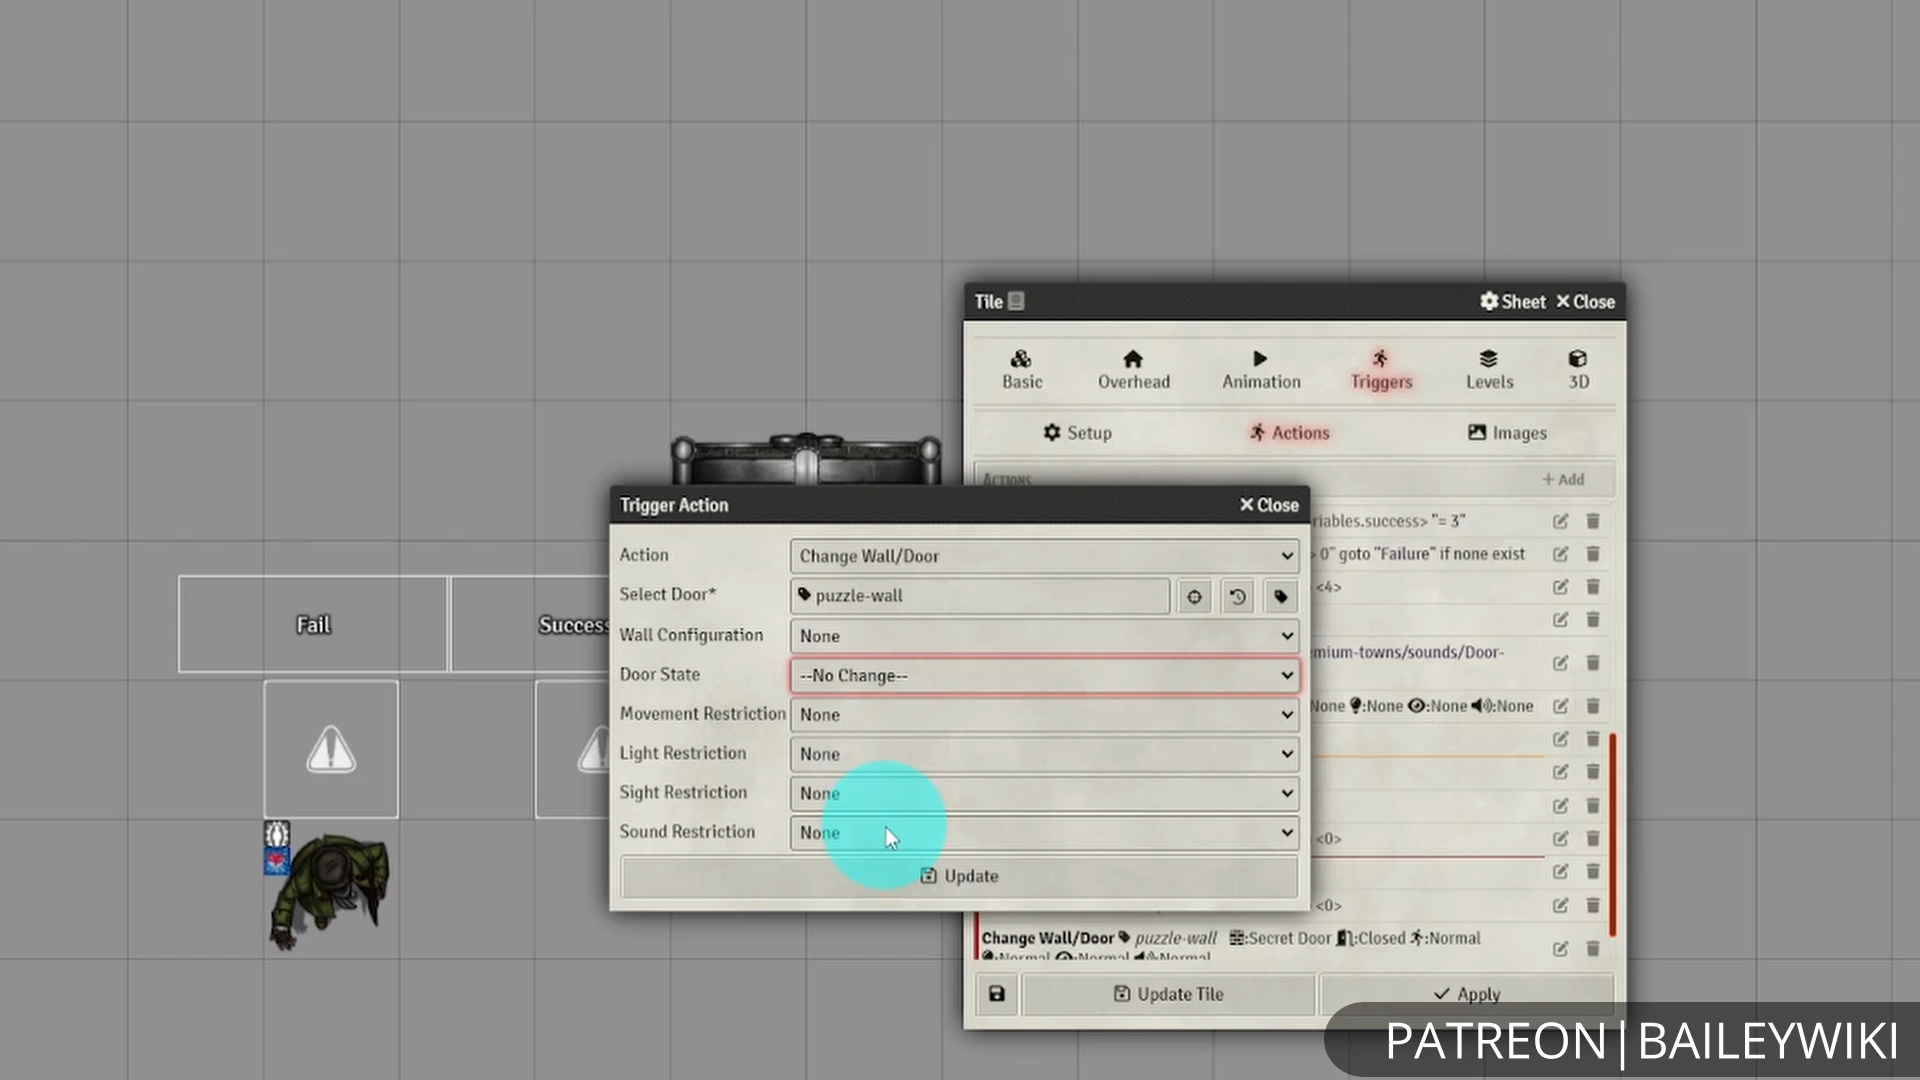 Tile
Sheet
Close
Basic
Overhead
Animation
Triggers
Levels
3D
Setup
Actions
Images
Actions
Add
riables.success> "= 3"
> 0" goto "Failure" if none exist
<4>
mium-towns/sounds/Door-
None :None :None :None
<0>
<0>
Change Wall/Door puzzle-wall :Secret Door :Closed :Normal
:Normal :Normal :Normal
Update Tile
Apply
Trigger Action
Close
Action
Change Wall/Door
Select Door*
puzzle-wall
Wall Configuration
None
Door State
--No Change--
Movement Restriction
None
Light Restriction
None
Sight Restriction
None
Sound Restriction
None
Update
Fail
Success
PATREON|BAILEYWIKI